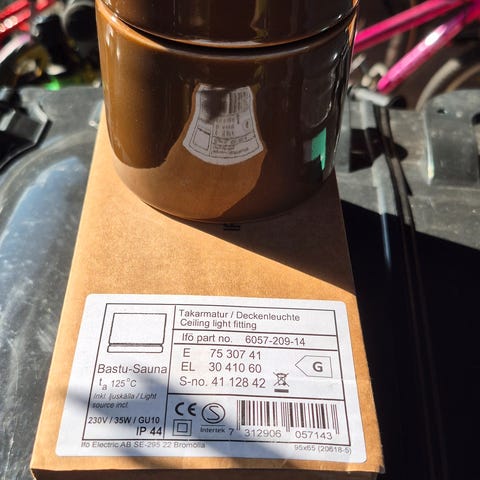 Takarmatur / Deckenleuchte
Ceiling light fitting
Ifö part no. 6057-209-14
E 75 307 41
EL 30 410 60
S-no. 41 128 42
G
Bastu-Sauna
ta 125°C
Inkl. ljuskälla / Light
source incl.
230V / 35W / GU10
IP 44
CE
S
Intertek
7 312906 057143
Ifö Electric AB SE-295 22 Bromölla
95x65 (20618-5)